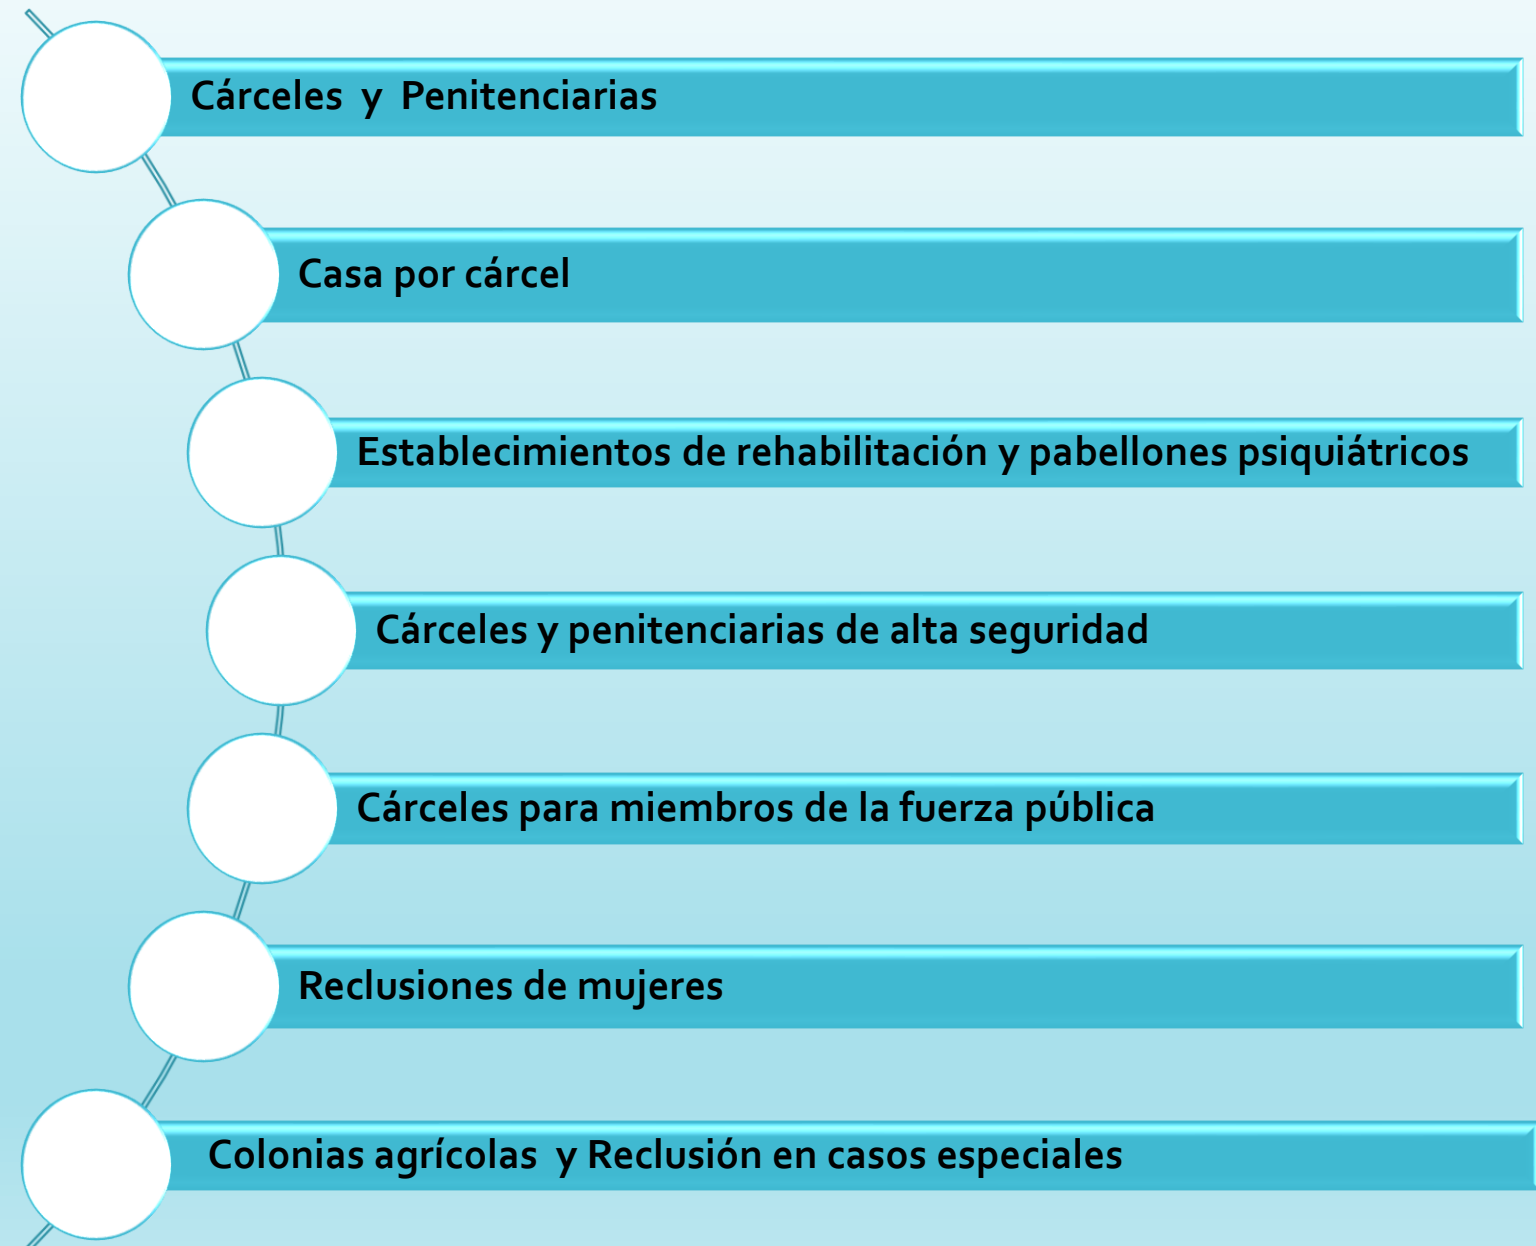 Cárceles y Penitenciarias
Casa por cárcel
Establecimientos de rehabilitación y pabellones psiquiátricos
Cárceles y penitenciarias de alta seguridad
Cárceles para miembros de la fuerza pública
Reclusiones de mujeres
Colonias agrícolas y Reclusión en casos especiales